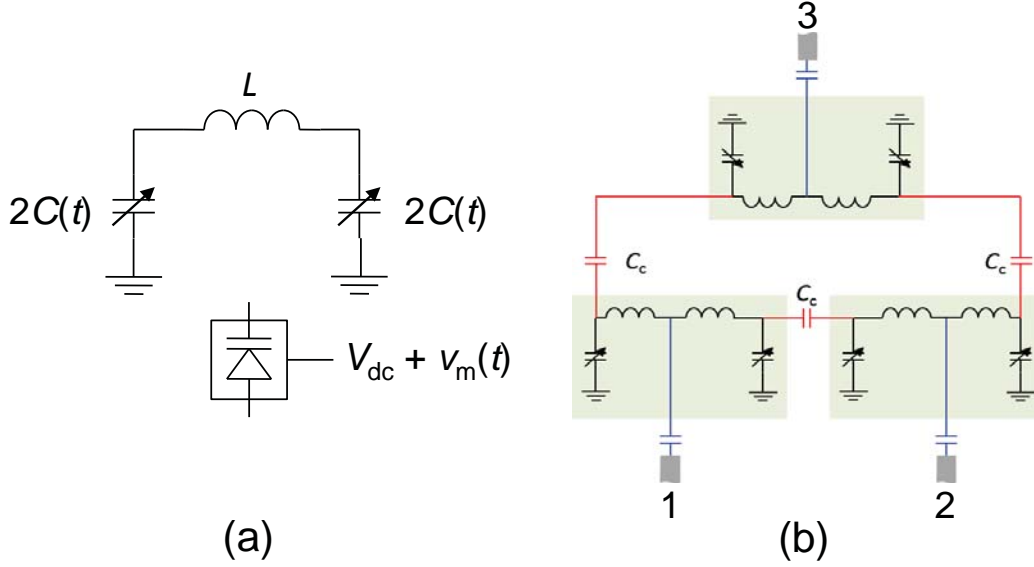 L
2C(t)
2C(t)
V_dc + v_m(t)
(a)
3
C_c
C_c
C_c
1
2
(b)